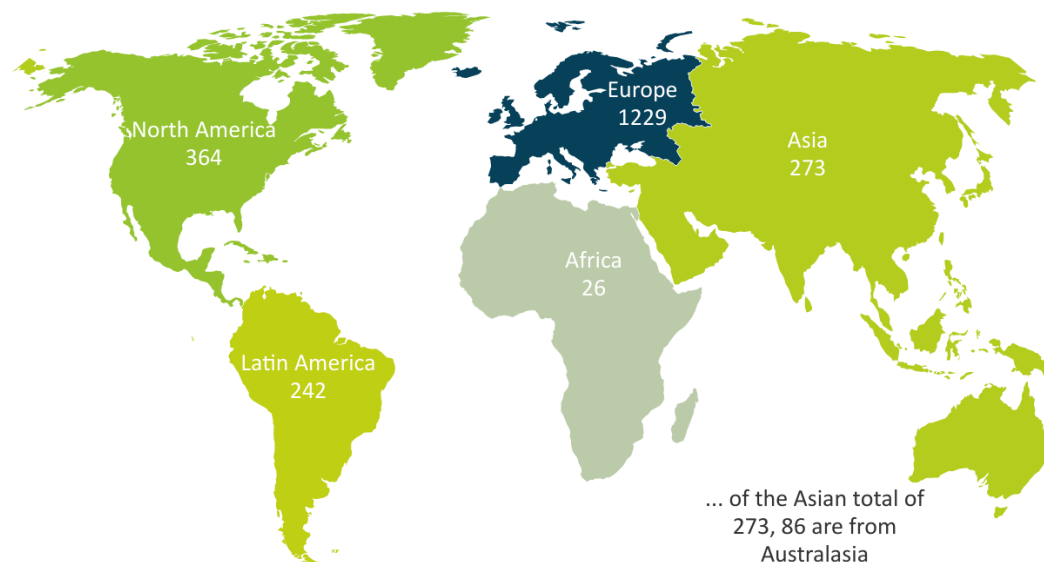 North America
364
Europe
1229
Asia
273
Africa
26
Latin America
242
... of the Asian total of
273, 86 are from
Australasia